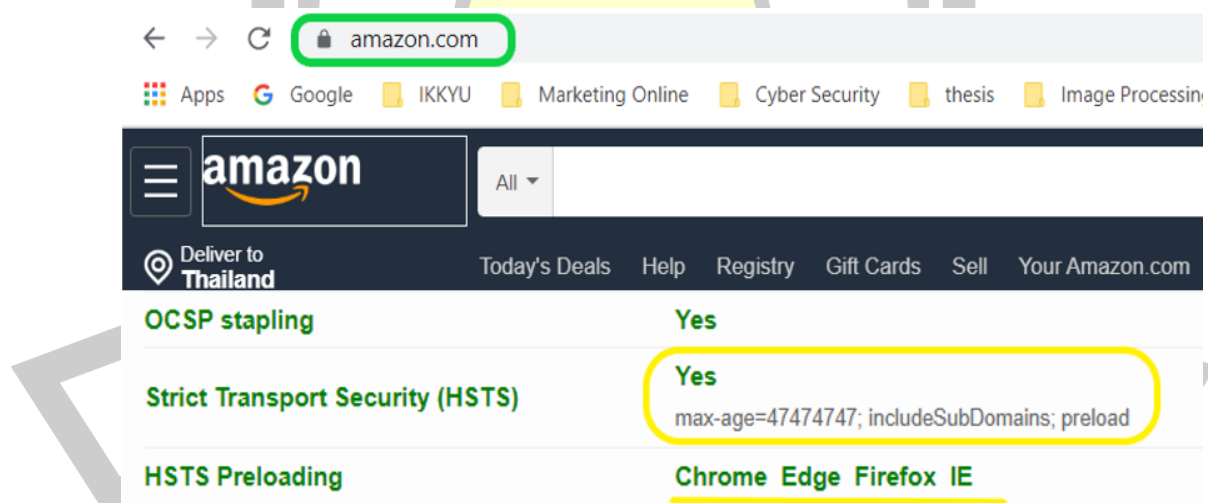 amazon.com
Apps Google IKKYU Marketing Online Cyber Security thesis Image Processin
amazon All
Deliver to
Thailand Today's Deals Help Registry Gift Cards Sell Your Amazon.com
OCSP stapling Yes
Strict Transport Security (HSTS) Yes
max-age=47474747; includeSubDomains; preload
HSTS Preloading Chrome Edge Firefox IE